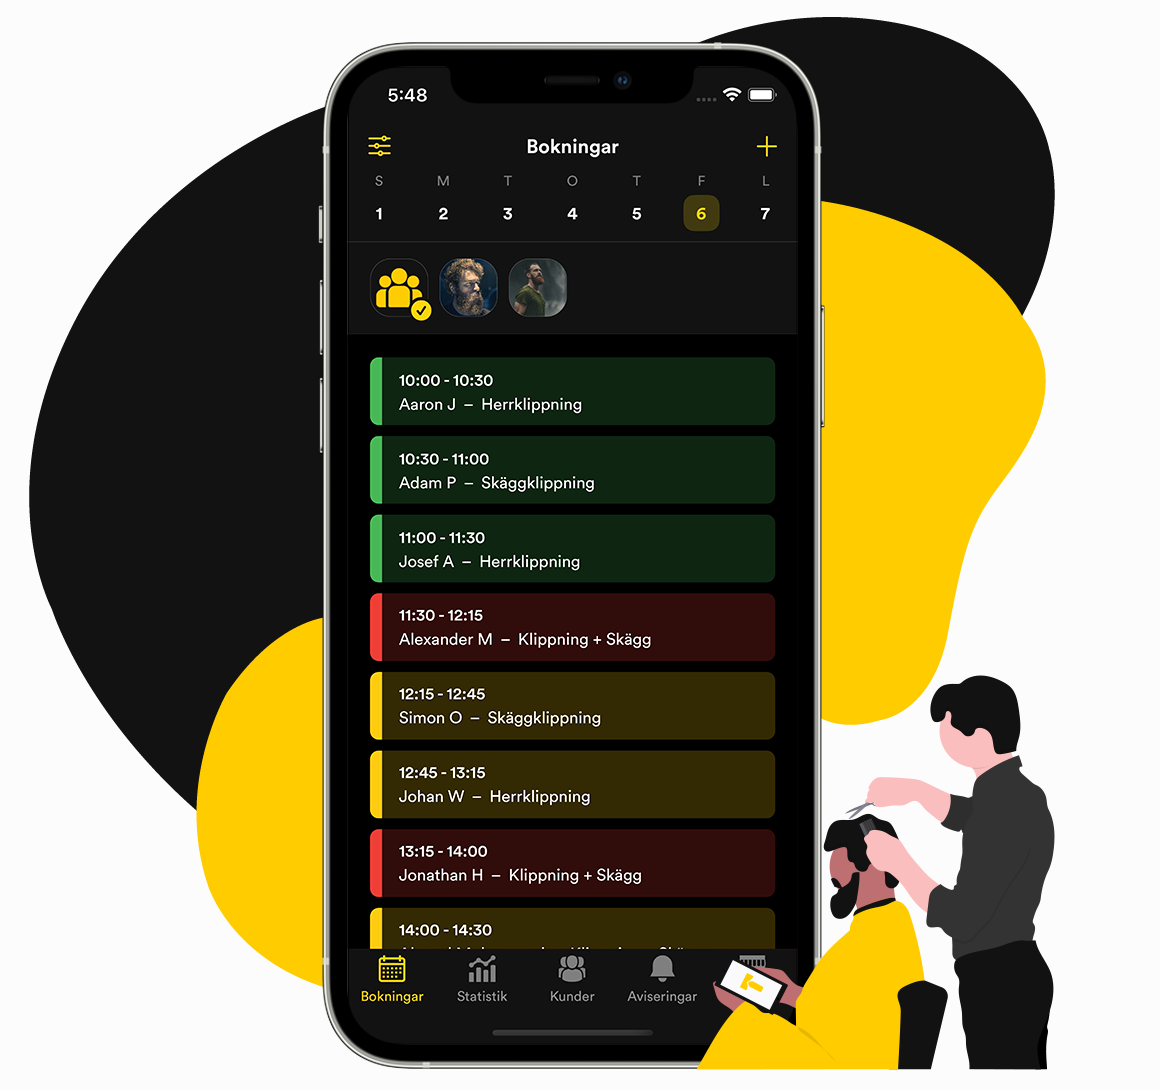 5:48
Bokningar
S M T O T F L
1 2 3 4 5 6 7
10:00 - 10:30
Aaron J – Herrklippning
10:30 - 11:00
Adam P – Skäggklippning
11:00 - 11:30
Josef A – Herrklippning
11:30 - 12:15
Alexander M – Klippning + Skägg
12:15 - 12:45
Simon O – Skäggklippning
12:45 - 13:15
Johan W – Herrklippning
13:15 - 14:00
Jonathan H – Klippning + Skägg
14:00 - 14:30
Bokningar Statistik Kunder Aviseringar